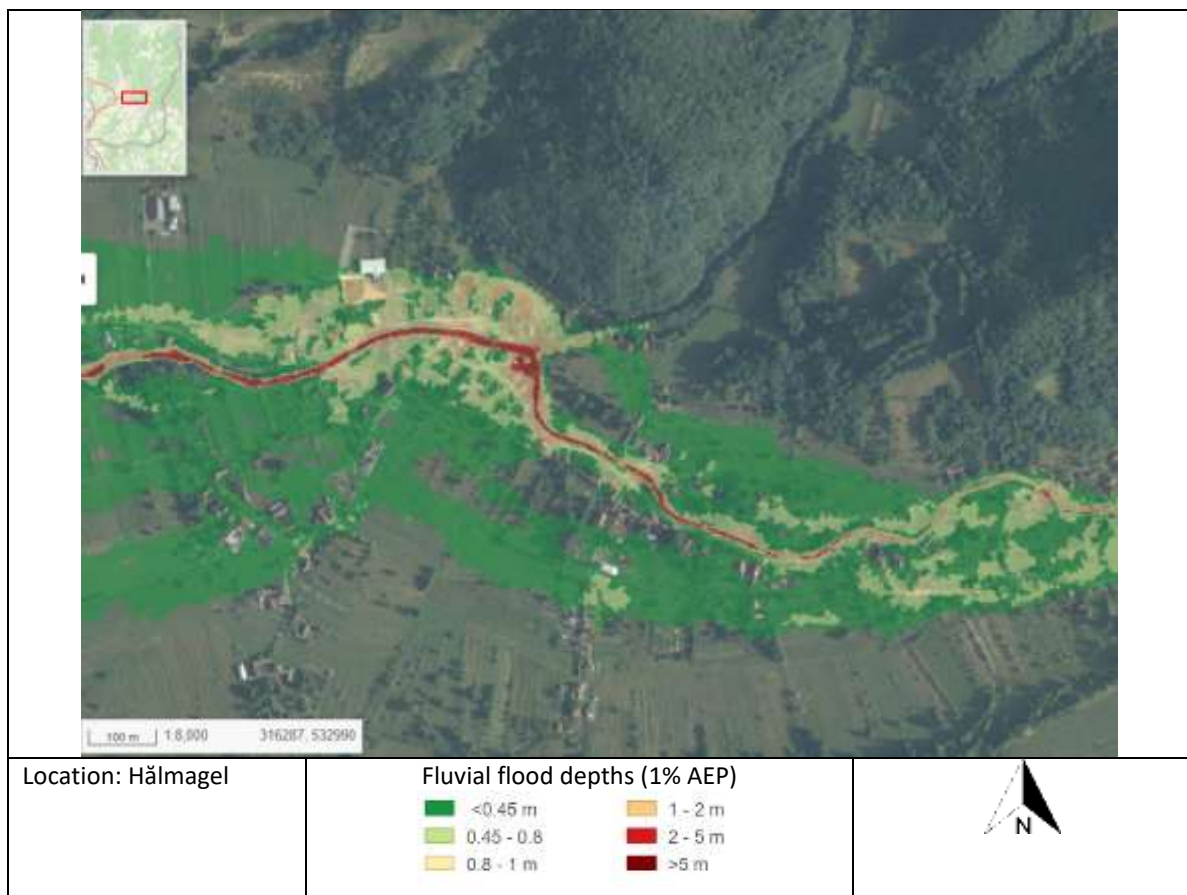 100 m 1:8,000 316287, 532990
Location: Hălmagel
Fluvial flood depths (1% AEP)
<0.45 m
0.45 - 0.8
0.8 - 1 m
1 - 2 m
2 - 5 m
>5 m
N